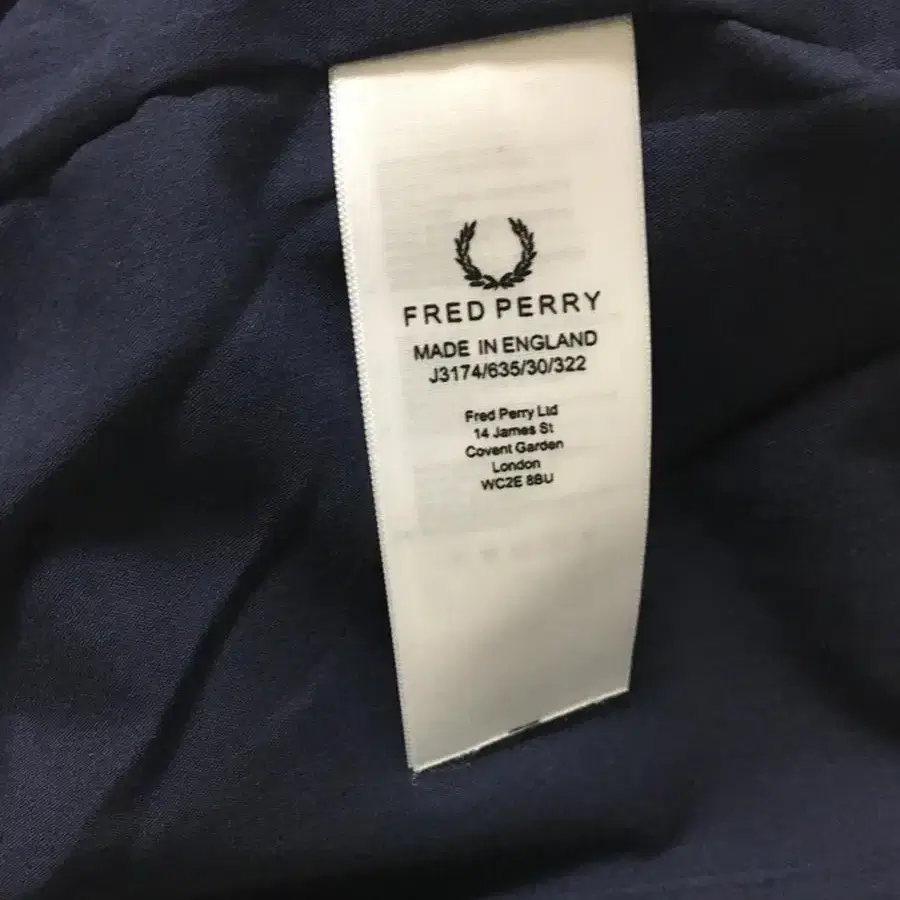 FRED PERRY
MADE IN ENGLAND
J3174/635/30/322
Fred Perry Ltd
14 James St
Covent Garden
London
WC2E 8BU